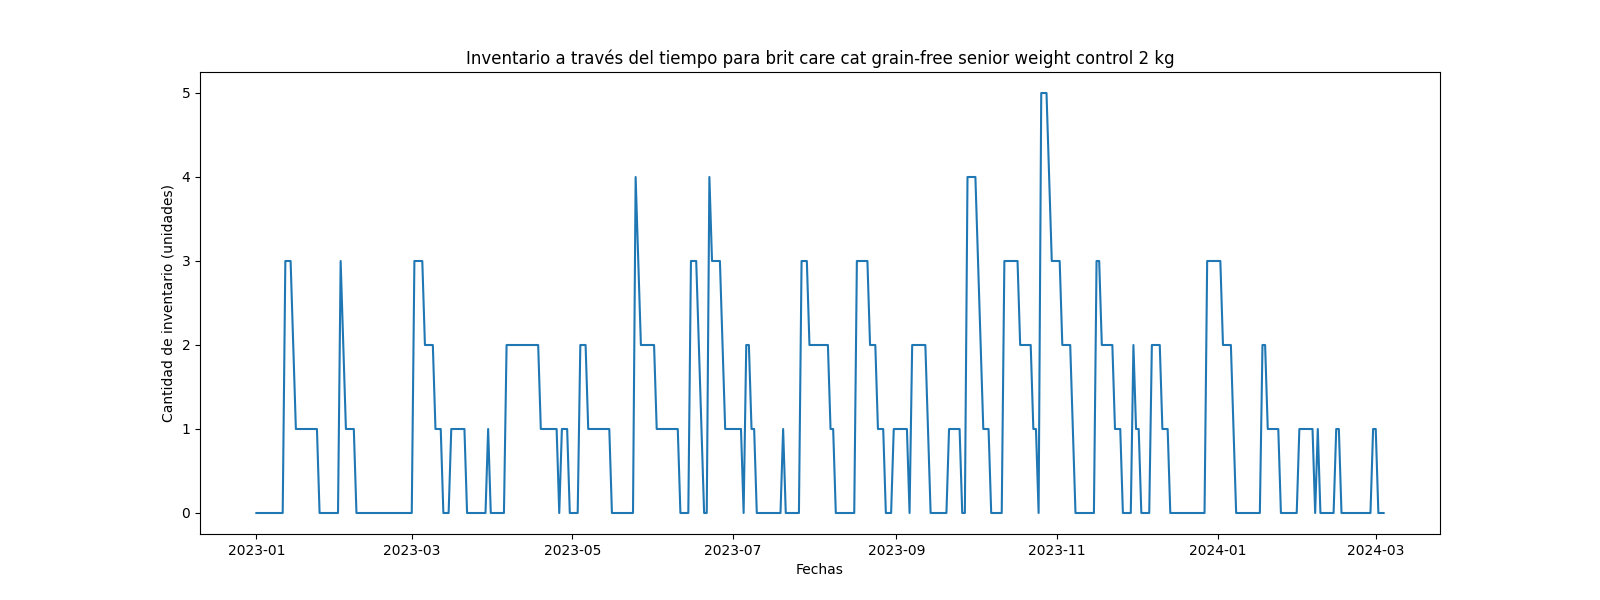 Inventario a través del tiempo para brit care cat grain-free senior weight control 2 kg
Cantidad de inventario (unidades)
5
4
3
2
1
0
2023-01 2023-03 2023-05 2023-07 2023-09 2023-11 2024-01 2024-03
Fechas